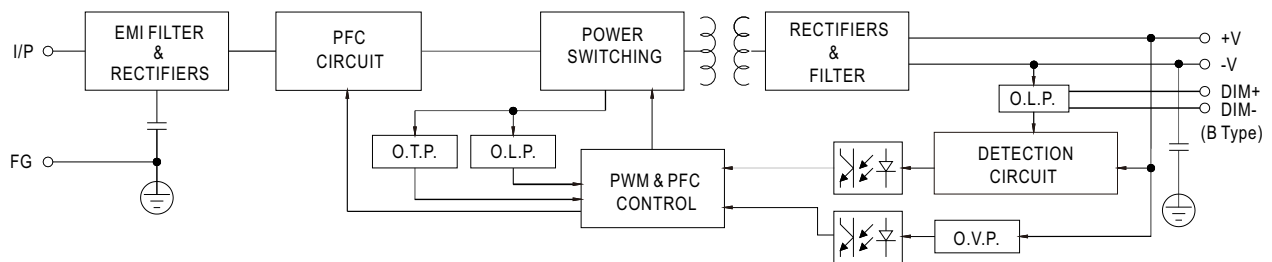 I/P
EMI FILTER
&
RECTIFIERS
PFC
CIRCUIT
POWER
SWITCHING
RECTIFIERS
&
FILTER
+V
-V
DIM+
DIM-
(B Type)
O.L.P.
FG
O.T.P.
O.L.P.
PWM & PFC
CONTROL
DETECTION
CIRCUIT
O.V.P.